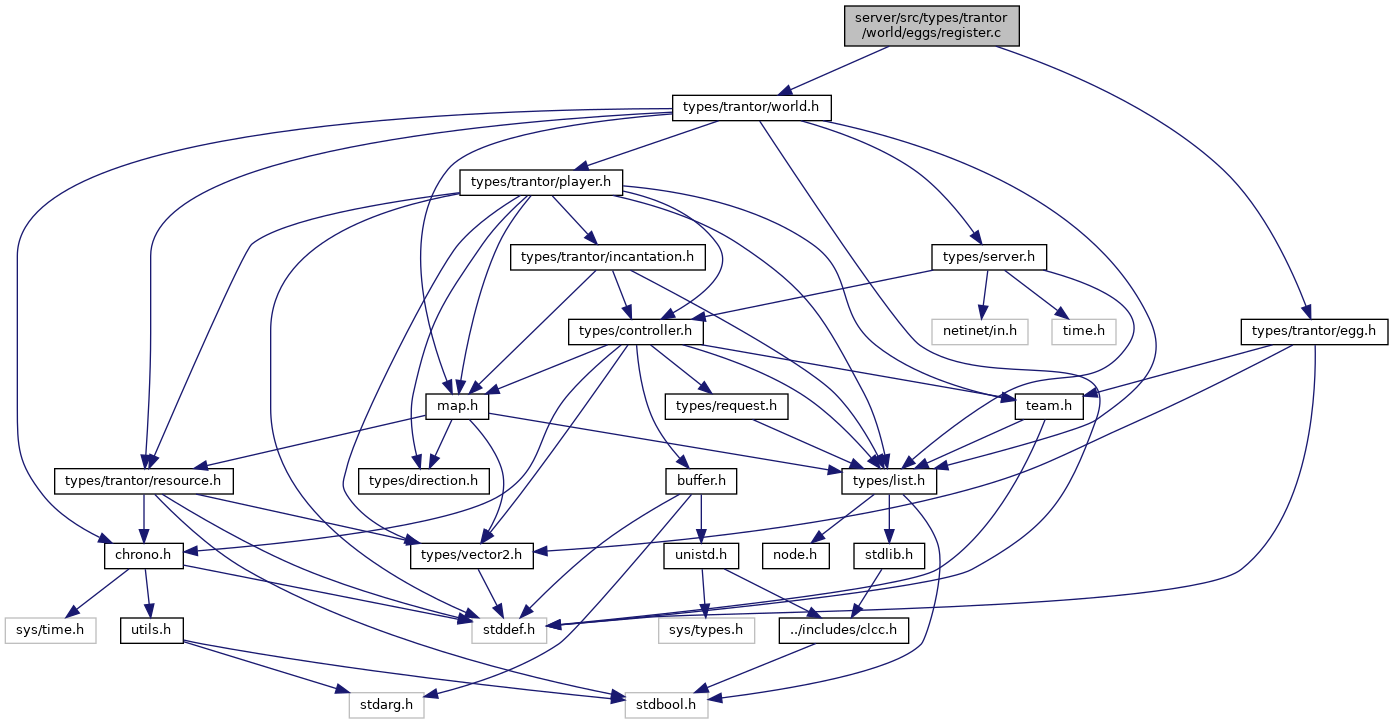 server/src/types/trantor
/world/eggs/register.c
types/trantor/world.h
types/trantor/player.h
types/trantor/incantation.h
types/server.h
types/controller.h
netinet/in.h
time.h
types/trantor/egg.h
map.h
types/request.h
team.h
types/trantor/resource.h
types/direction.h
buffer.h
types/list.h
chrono.h
types/vector2.h
unistd.h
node.h
stdlib.h
sys/time.h
utils.h
stddef.h
sys/types.h
../includes/clcc.h
stdarg.h
stdbool.h